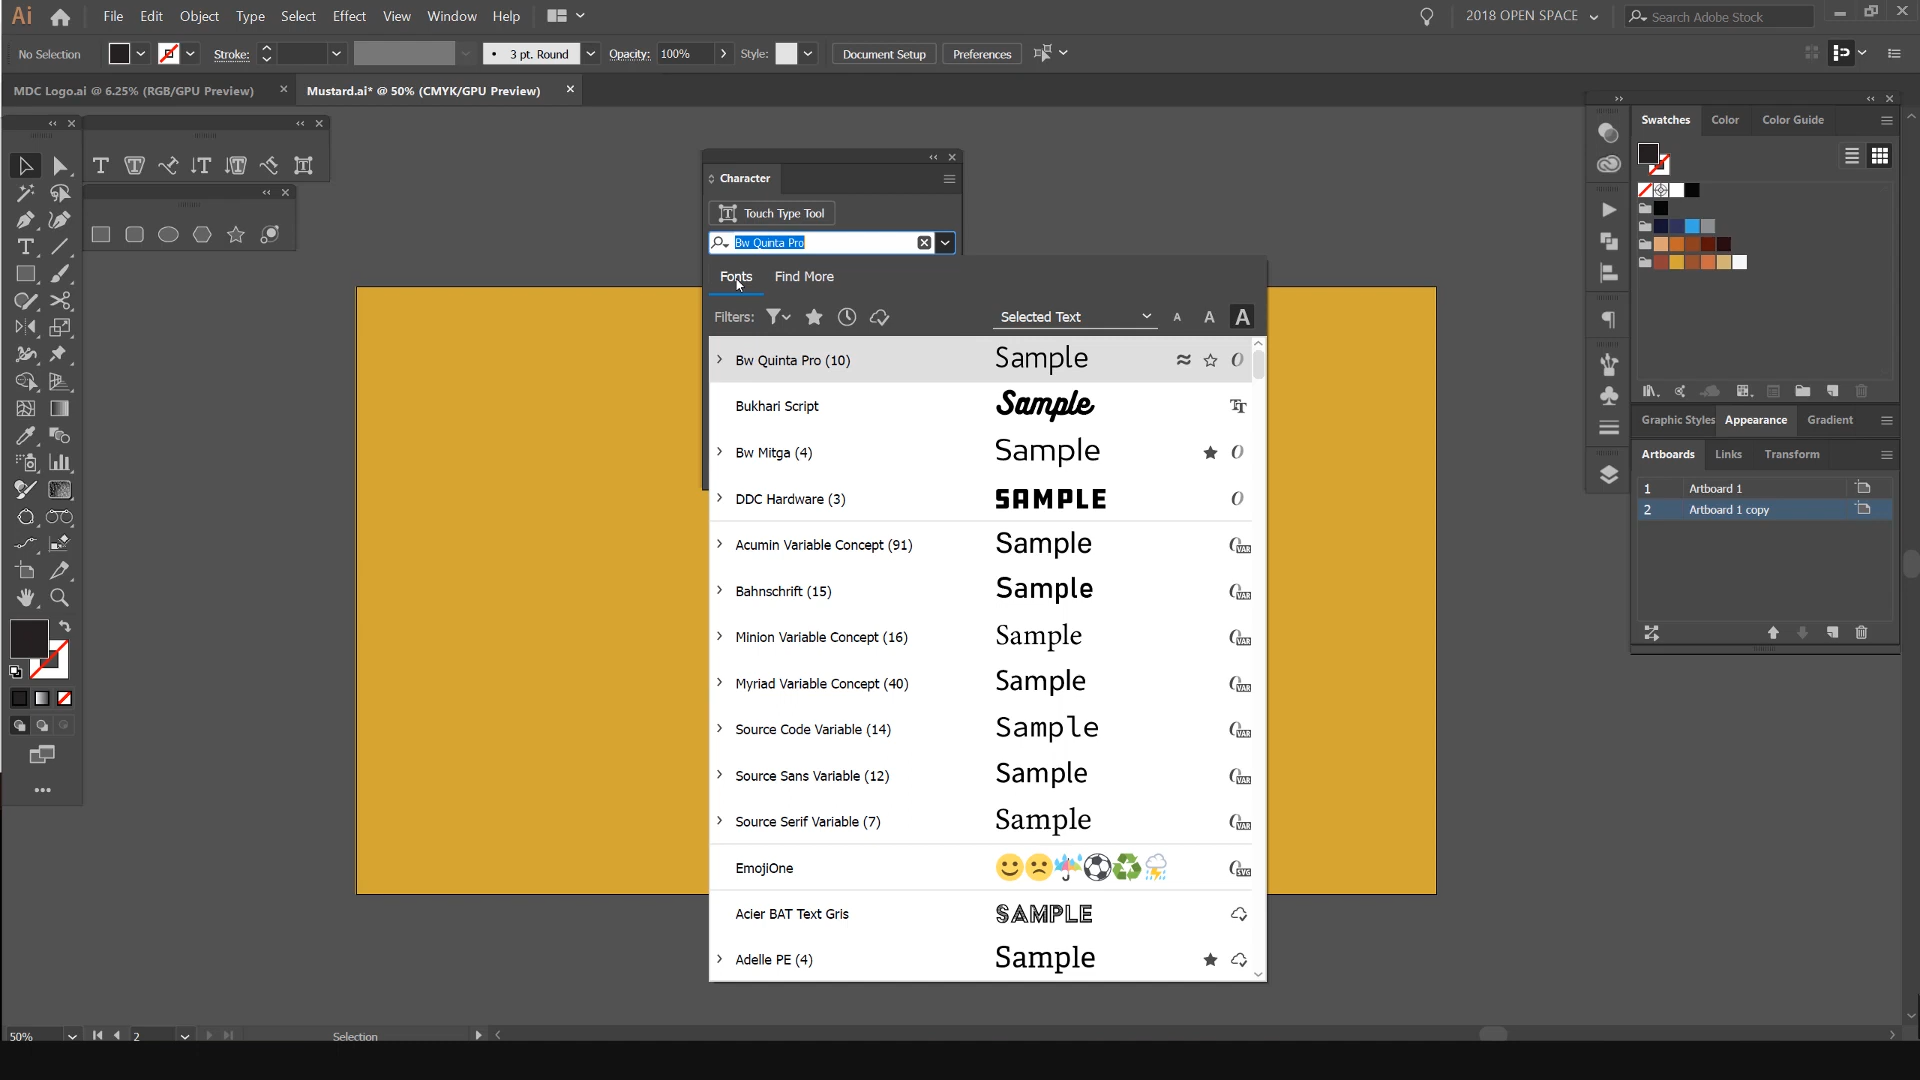 Ai File Edit Object Type Select Effect View Window Help 2018 OPEN SPACE Search Adobe Stock
No Selection Stroke: 3 pt. Round Opacity: 100% Style: Document Setup Preferences
MDC Logo.ai @ 6.25% (RGB/GPU Preview) Mustard.ai* @ 50% (CMYK/GPU Preview)
Character
Touch Type Tool
Bw Quinta Pro
Fonts Find More
Filters: Selected Text A A A
Bw Quinta Pro (10) Sample
Bukhari Script Sample
Bw Mitga (4) Sample
DDC Hardware (3) SAMPLE
Acumin Variable Concept (91) Sample
Bahnschrift (15) Sample
Minion Variable Concept (16) Sample
Myriad Variable Concept (40) Sample
Source Code Variable (14) Sample
Source Sans Variable (12) Sample
Source Serif Variable (7) Sample
EmojiOne
Acier BAT Text Gris SAMPLE
Adelle PE (4) Sample
Swatches Color Color Guide
Graphic Styles Appearance Gradient
Artboards Links Transform
1 Artboard 1
2 Artboard 1 copy
50% 2 Selection